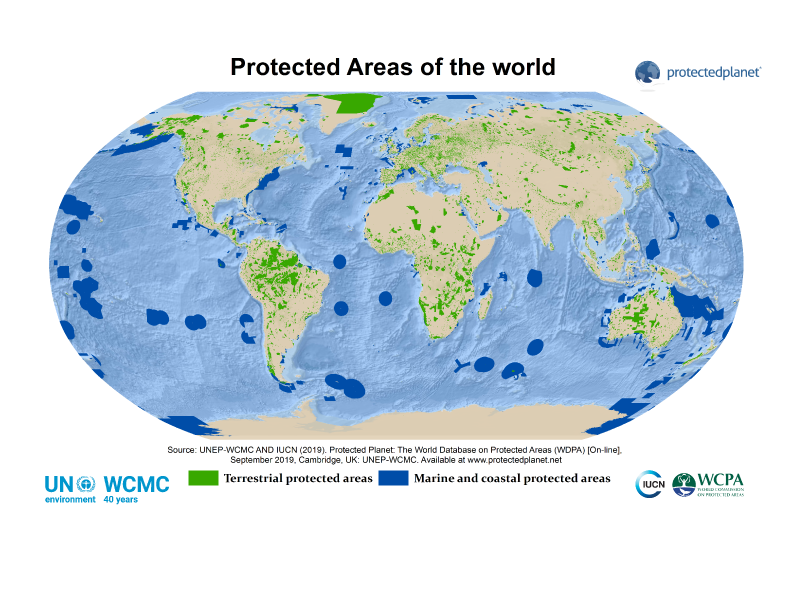 Protected Areas of the world
protectedplanet
Source: UNEP-WCMC AND IUCN (2019). Protected Planet: The World Database on Protected Areas (WDPA) [On-line],
September 2019, Cambridge, UK: UNEP-WCMC. Available at www.protectedplanet.net
UN WCMC
environment 40 years
Terrestrial protected areas
Marine and coastal protected areas
IUCN
WCPA
WORLD COMMISSION
ON PROTECTED AREAS